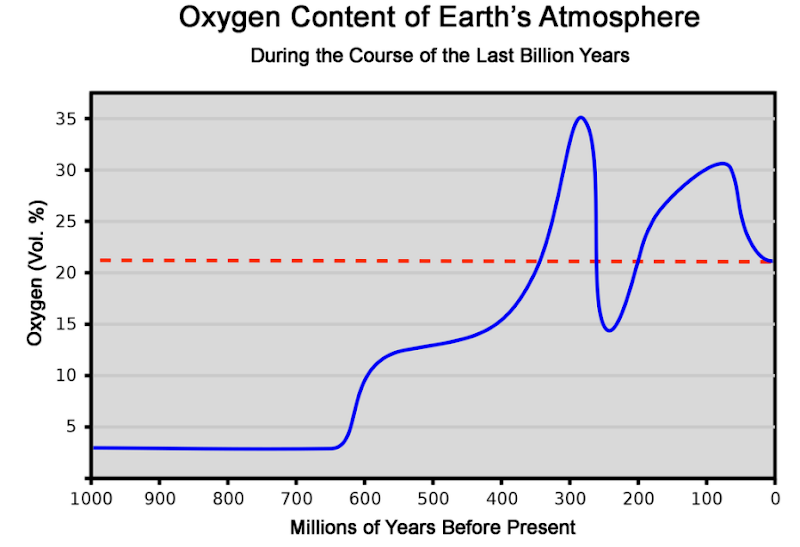 Oxygen Content of Earth's Atmosphere
During the Course of the Last Billion Years
Oxygen (Vol. %)
35
30
25
20
15
10
5
1000 900 800 700 600 500 400 300 200 100 0
Millions of Years Before Present